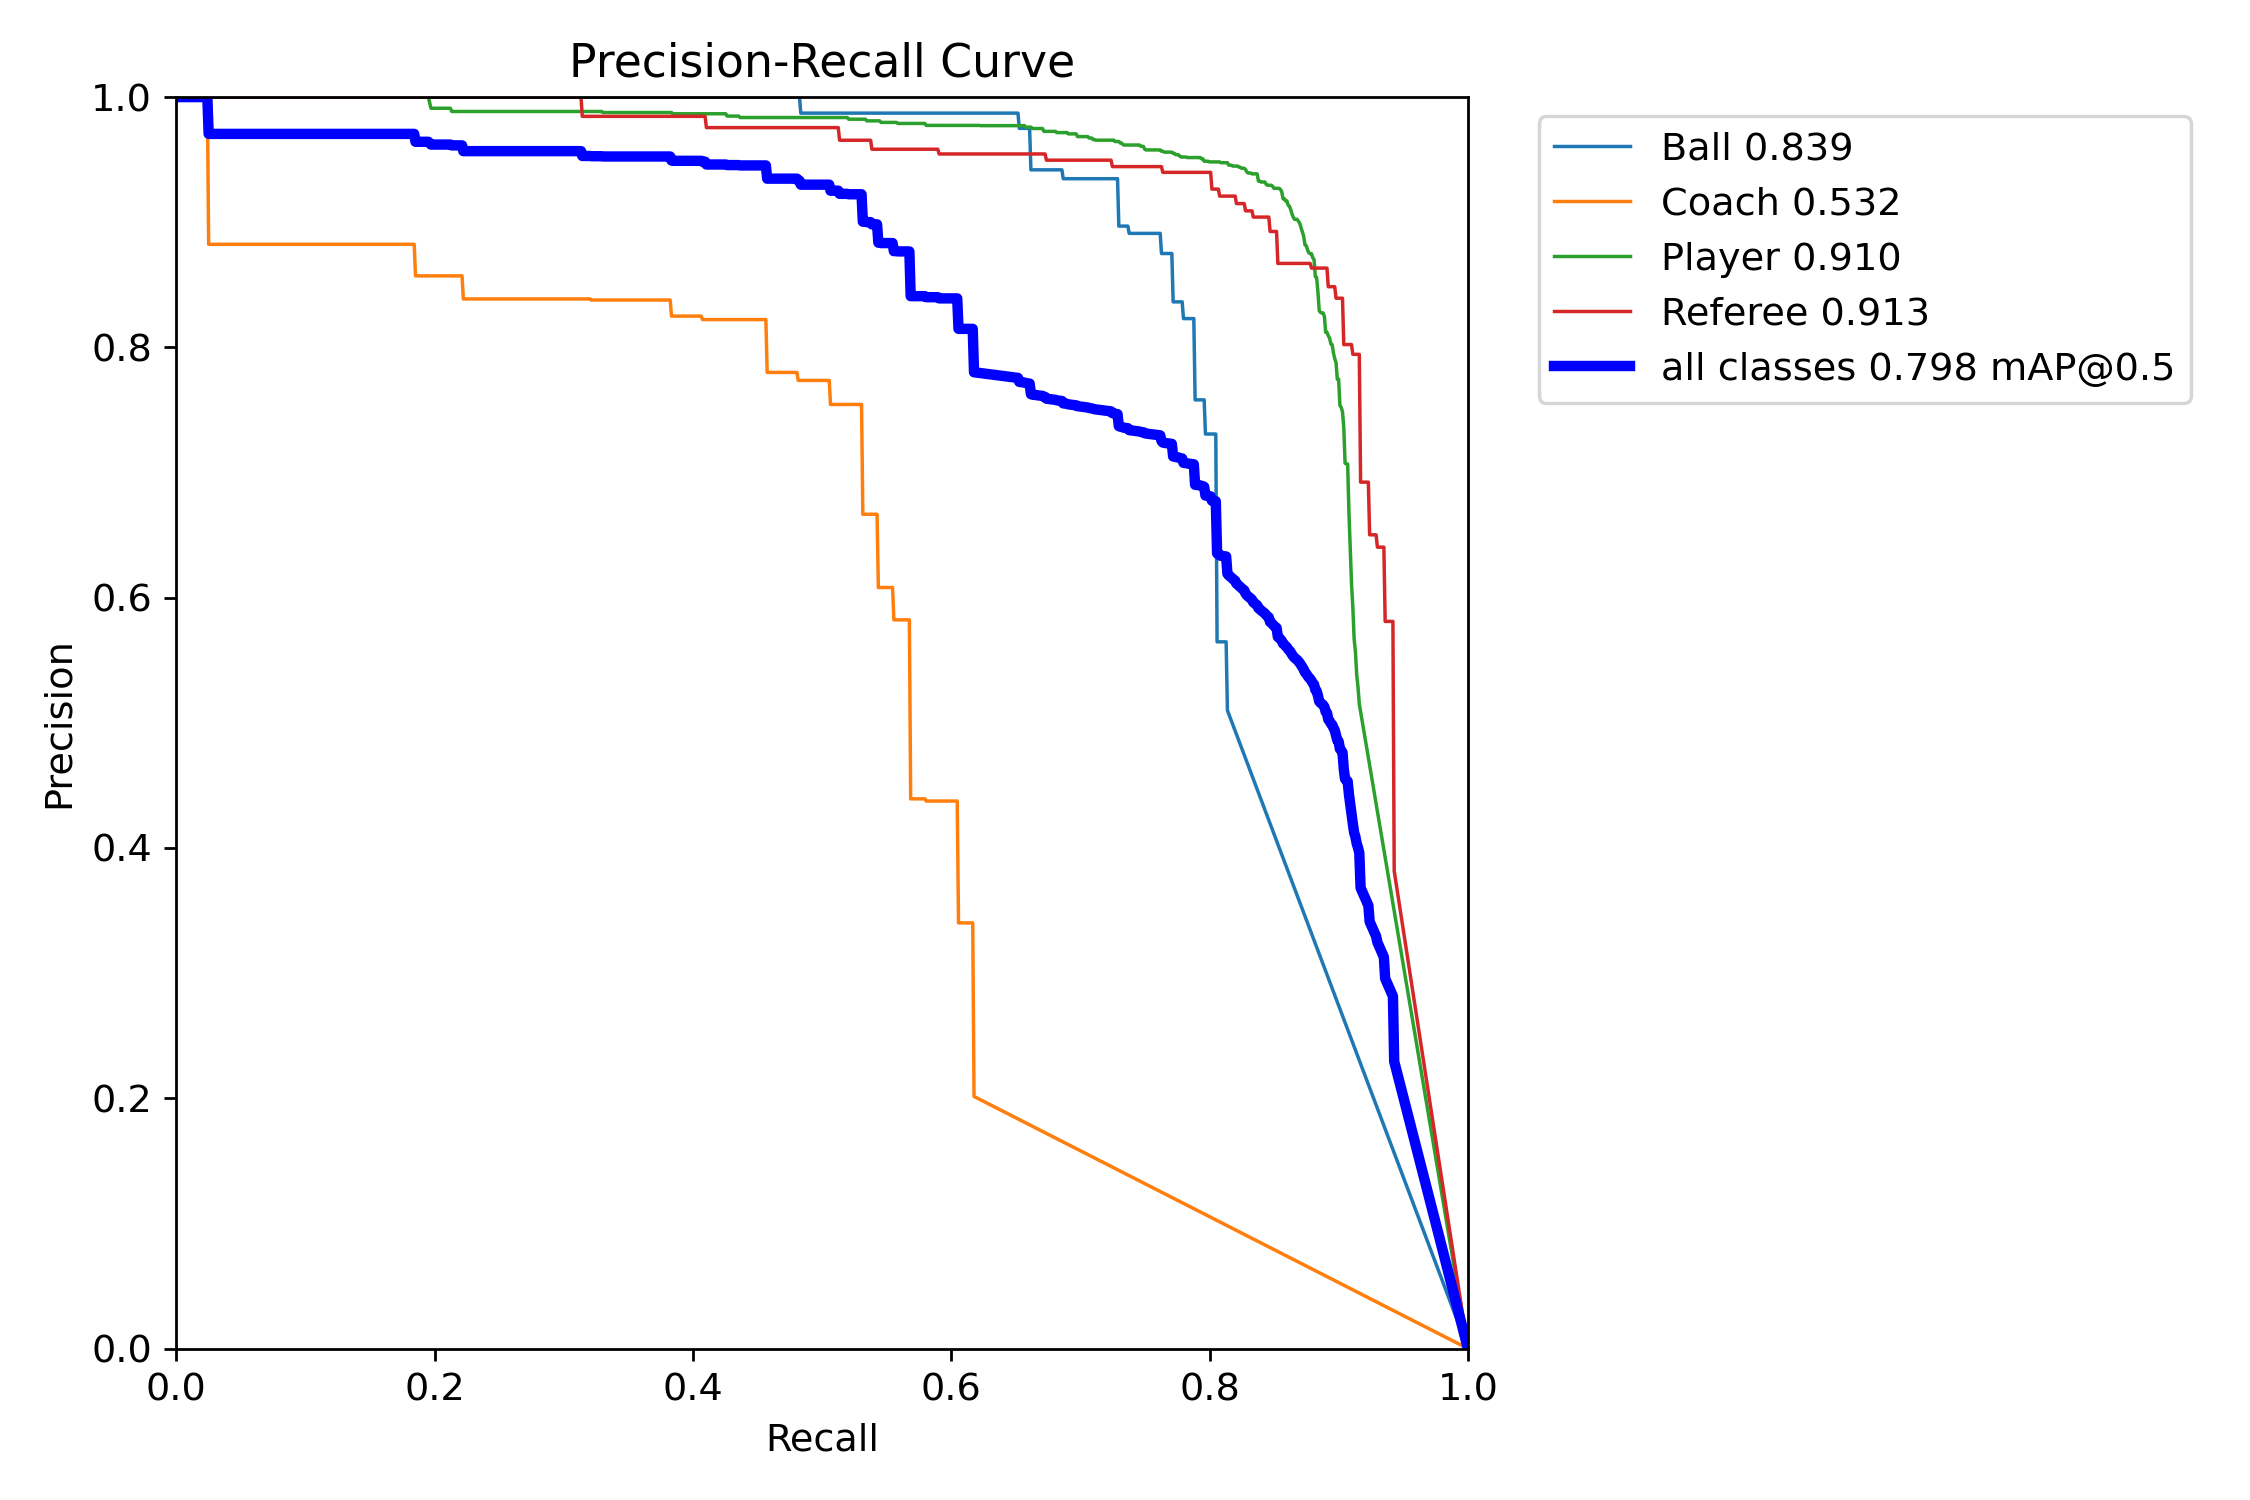 Precision-Recall Curve
1.0
0.8
0.6
0.4
0.2
0.0
Precision
0.0 0.2 0.4 0.6 0.8 1.0
Recall
Ball 0.839
Coach 0.532
Player 0.910
Referee 0.913
all classes 0.798 mAP@0.5